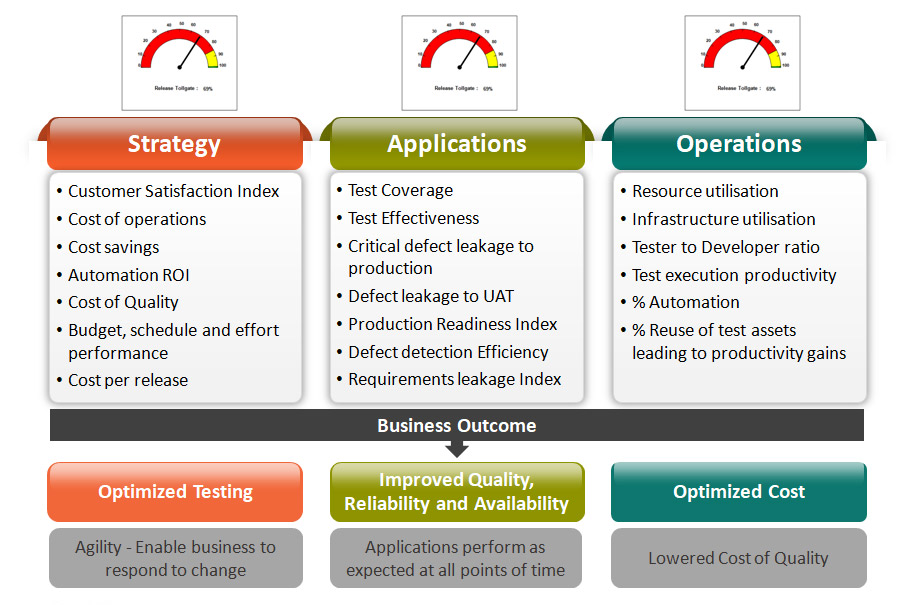 0 10 20 30 40 50 60 70 80 90 100
Release Tollgate : 69%
0 10 20 30 40 50 60 70 80 90 100
Release Tollgate : 69%
0 10 20 30 40 50 60 70 80 90 100
Release Tollgate : 69%
Strategy
• Customer Satisfaction Index
• Cost of operations
• Cost savings
• Automation ROI
• Cost of Quality
• Budget, schedule and effort
performance
• Cost per release
Applications
• Test Coverage
• Test Effectiveness
• Critical defect leakage to
production
• Defect leakage to UAT
• Production Readiness Index
• Defect detection Efficiency
• Requirements leakage Index
Operations
• Resource utilisation
• Infrastructure utilisation
• Tester to Developer ratio
• Test execution productivity
• % Automation
• % Reuse of test assets
leading to productivity gains
Business Outcome
Optimized Testing
Agility - Enable business to
respond to change
Improved Quality,
Reliability and Availability
Applications perform as
expected at all points of time
Optimized Cost
Lowered Cost of Quality